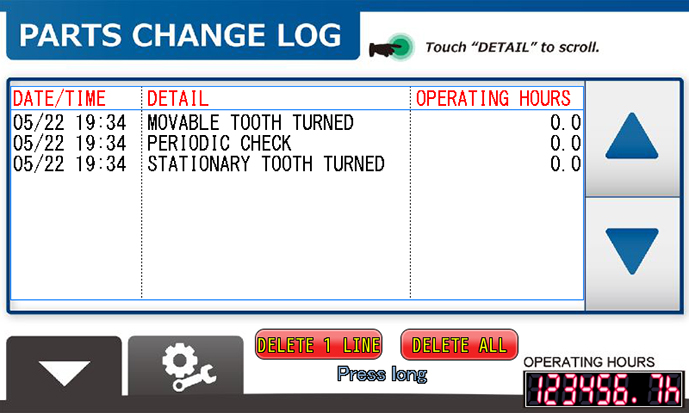 PARTS CHANGE LOG
Touch “DETAIL” to scroll.
DATE/TIME DETAIL OPERATING HOURS
05/22 19:34 MOVABLE TOOTH TURNED 0.0
05/22 19:34 PERIODIC CHECK 0.0
05/22 19:34 STATIONARY TOOTH TURNED 0.0
DELETE 1 LINE DELETE ALL
Press long
OPERATING HOURS
123456.7H